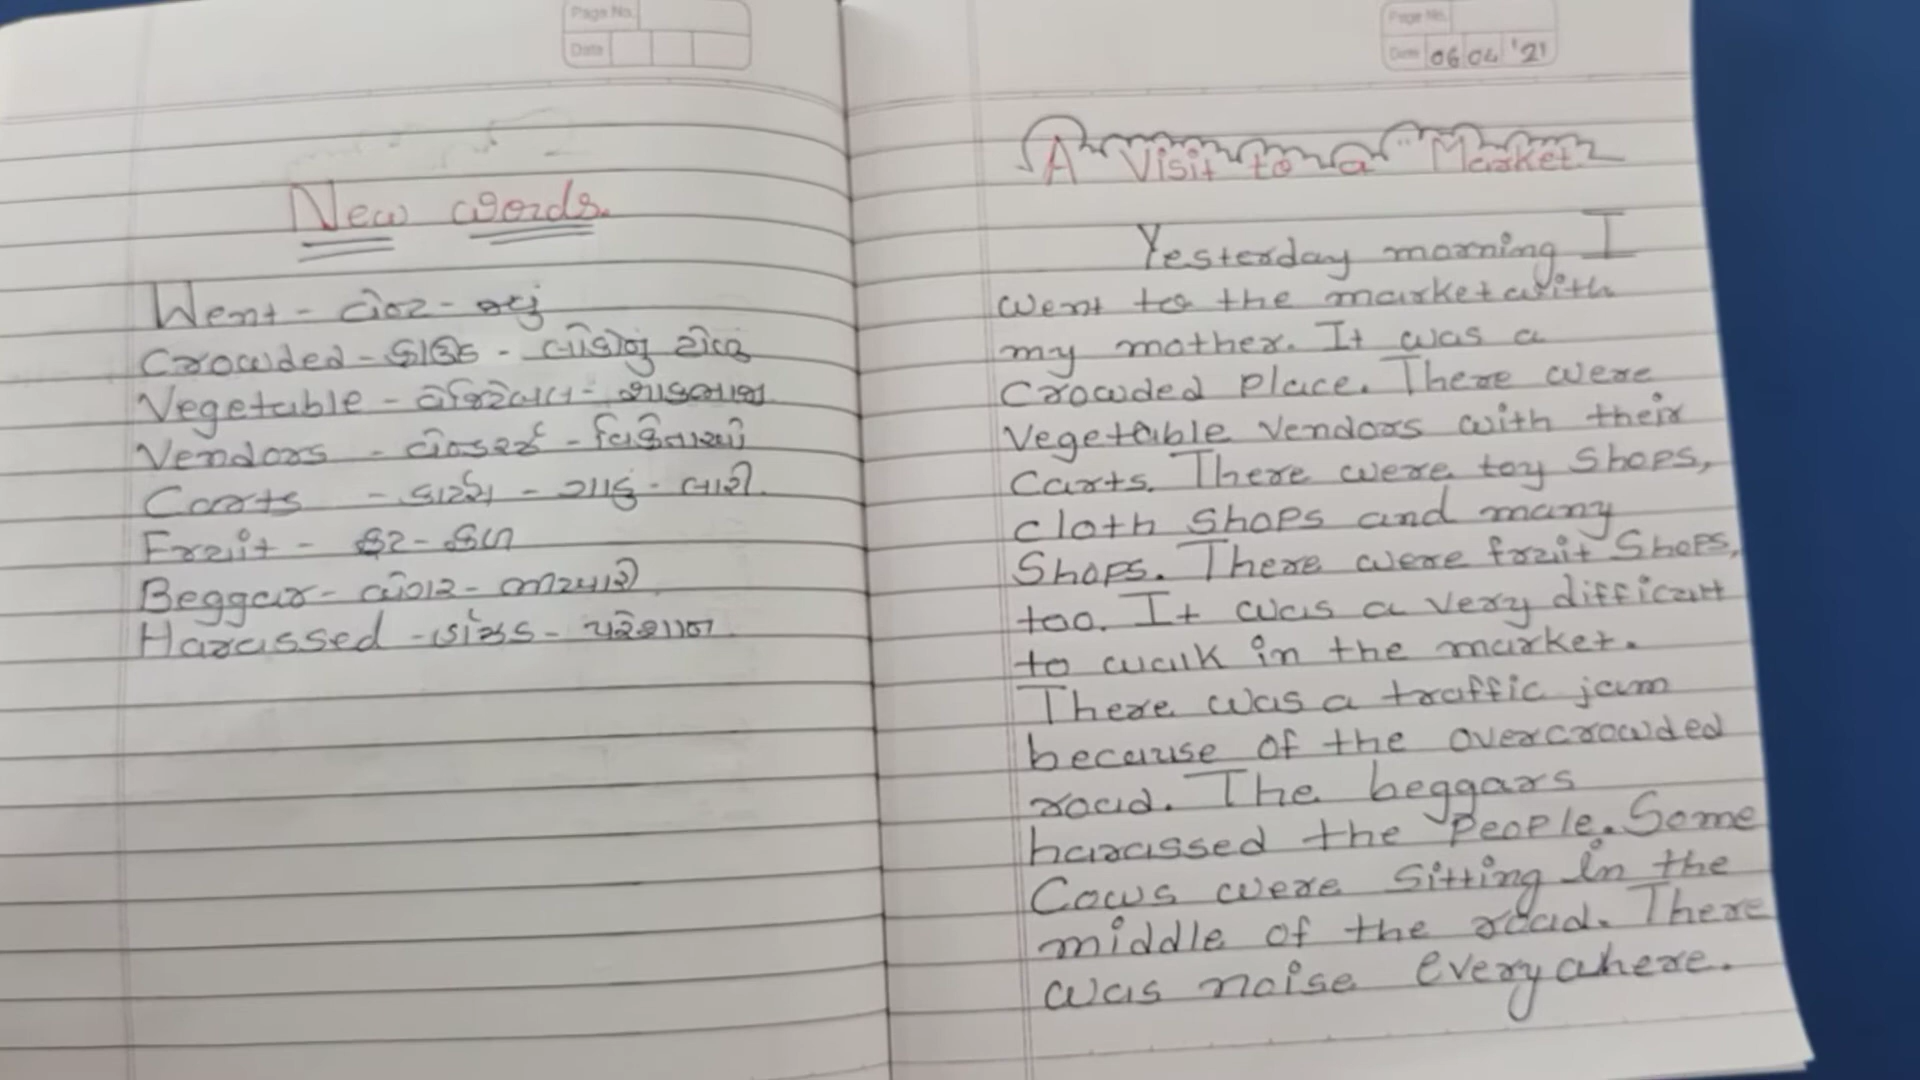 Page No.
Date
New words.
Went - વેન્ટ - ગયું
Crowded - ક્રાઉડ -
Vegetable - વેજિટેબલ - શાકભાજી
Vendors - વેન્ડર્સ - વિક્રેતાઓ
Carts - કાર્ટસ - લારી.
Fruit - ફ્રુટ - ફળ
Beggar - બેગર - ભિખારી
Harassed - પરેશાન
Page No.
Date 06 04 '21
A Visit to a Market
Yesterday morning I
went to the market with
my mother. It was a
Crowded place. There were
Vegetable Vendors with their
Carts. There were toy Shops,
cloth Shops and many
Shops. There were fruit Shops,
too. It was a very difficult
to walk in the market.
There was a traffic jam
because of the overcrowded
road. The beggars
harassed the People. Some
Cows were Sitting in the
middle of the road. There
was noise everywhere.